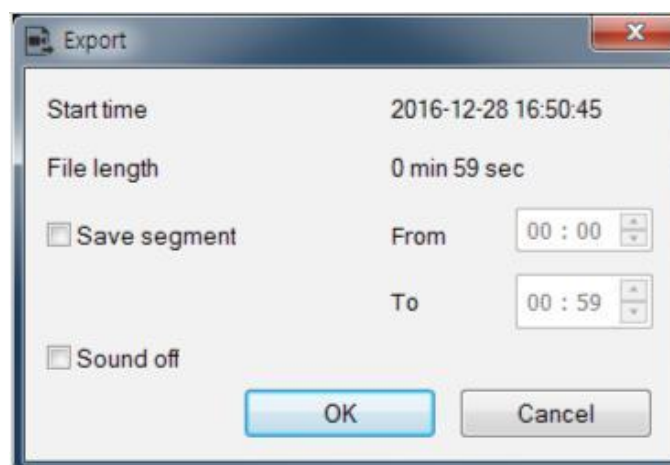 Export
Start time 2016-12-28 16:50:45
File length 0 min 59 sec
Save segment From 00 : 00
To 00 : 59
Sound off
OK Cancel